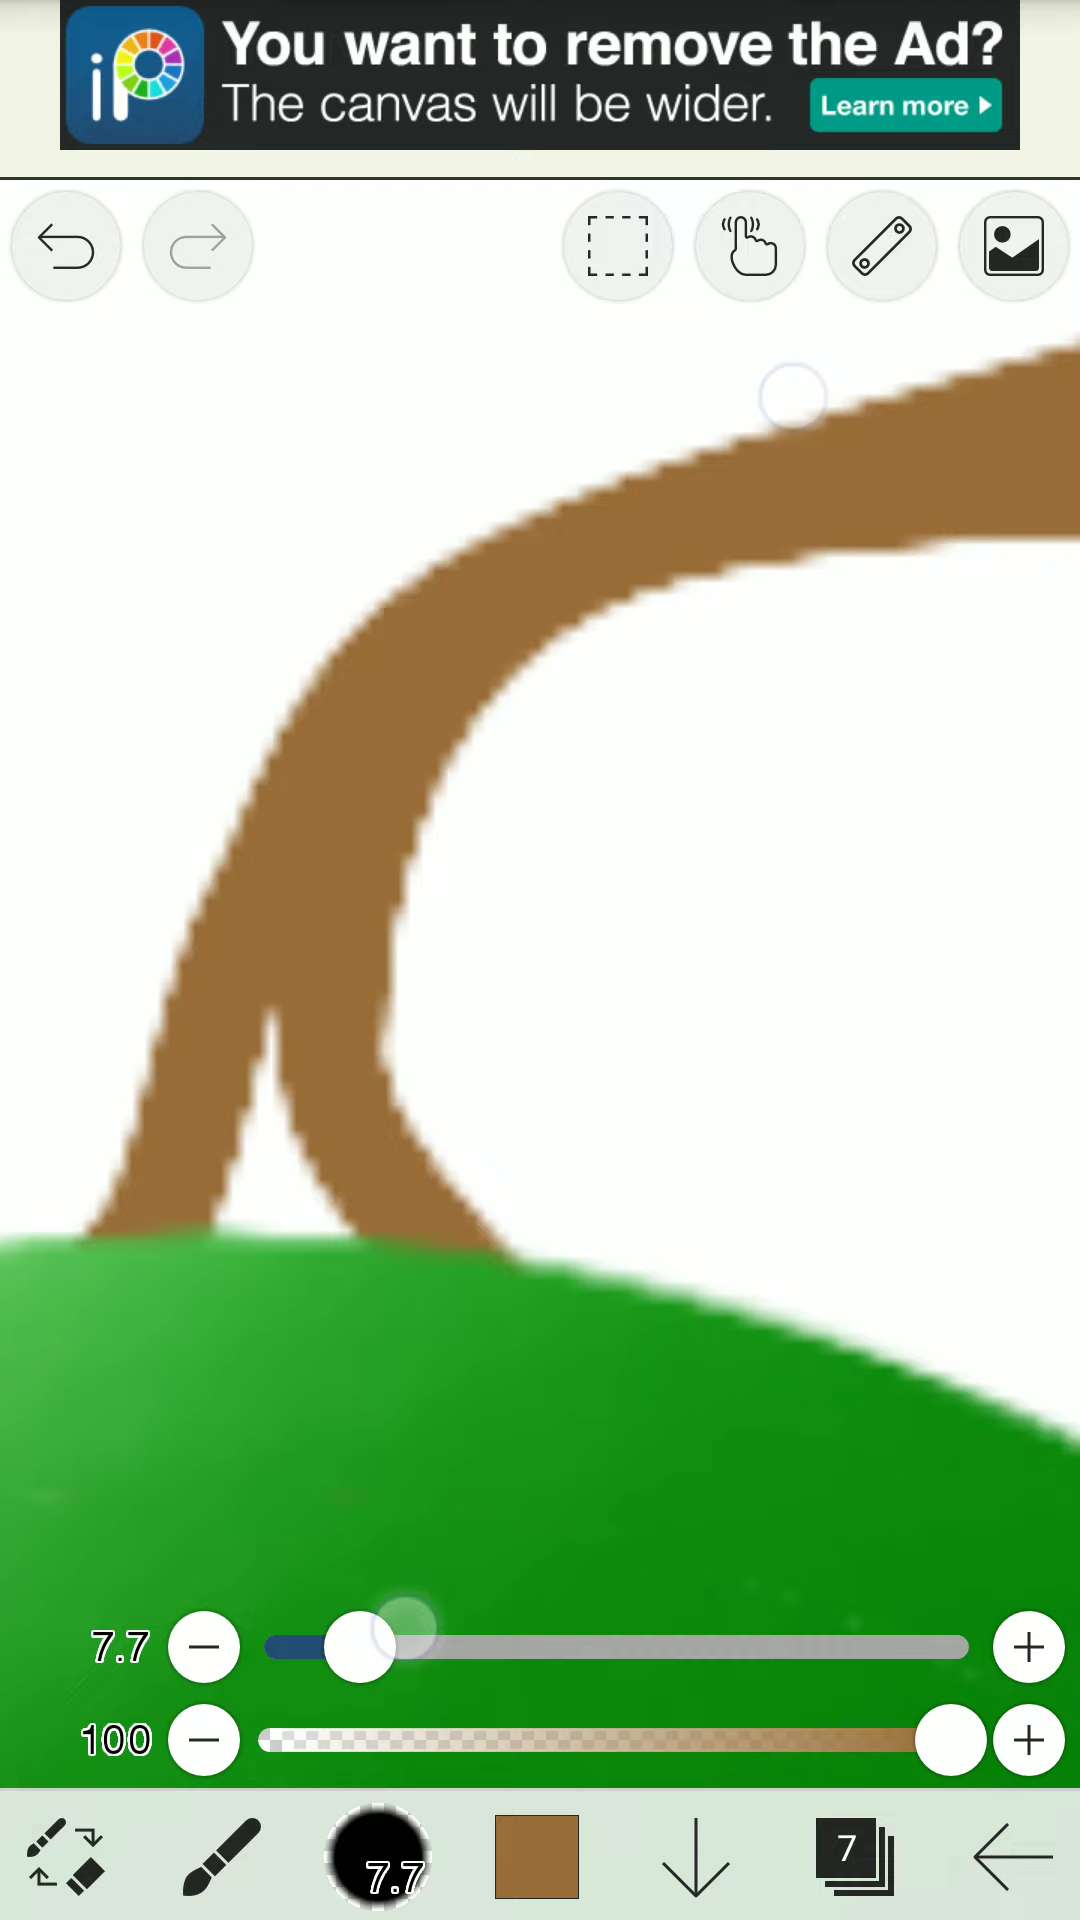 iP
You want to remove the Ad?
The canvas will be wider.
Learn more
7.7
100
7.7
7